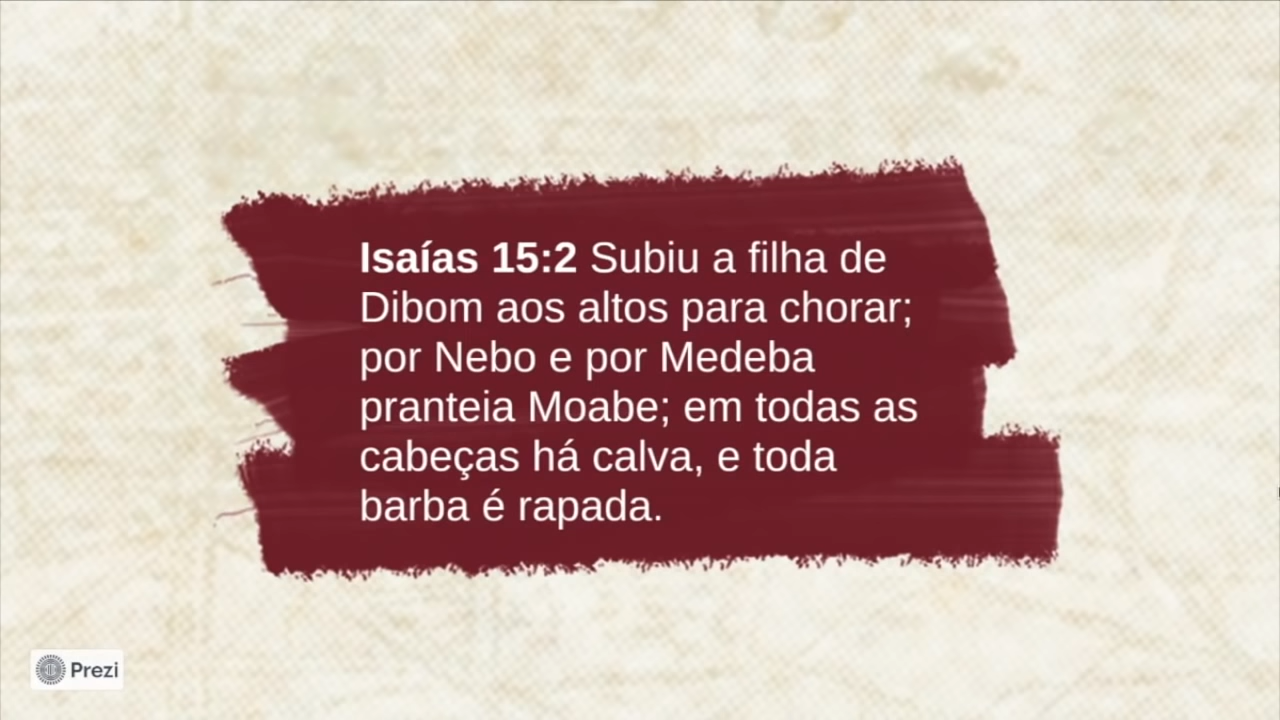 Isaías 15:2 Subiu a filha de
Dibom aos altos para chorar;
por Nebo e por Medeba
pranteia Moabe; em todas as
cabeças há calva, e toda
barba é rapada.
Prezi